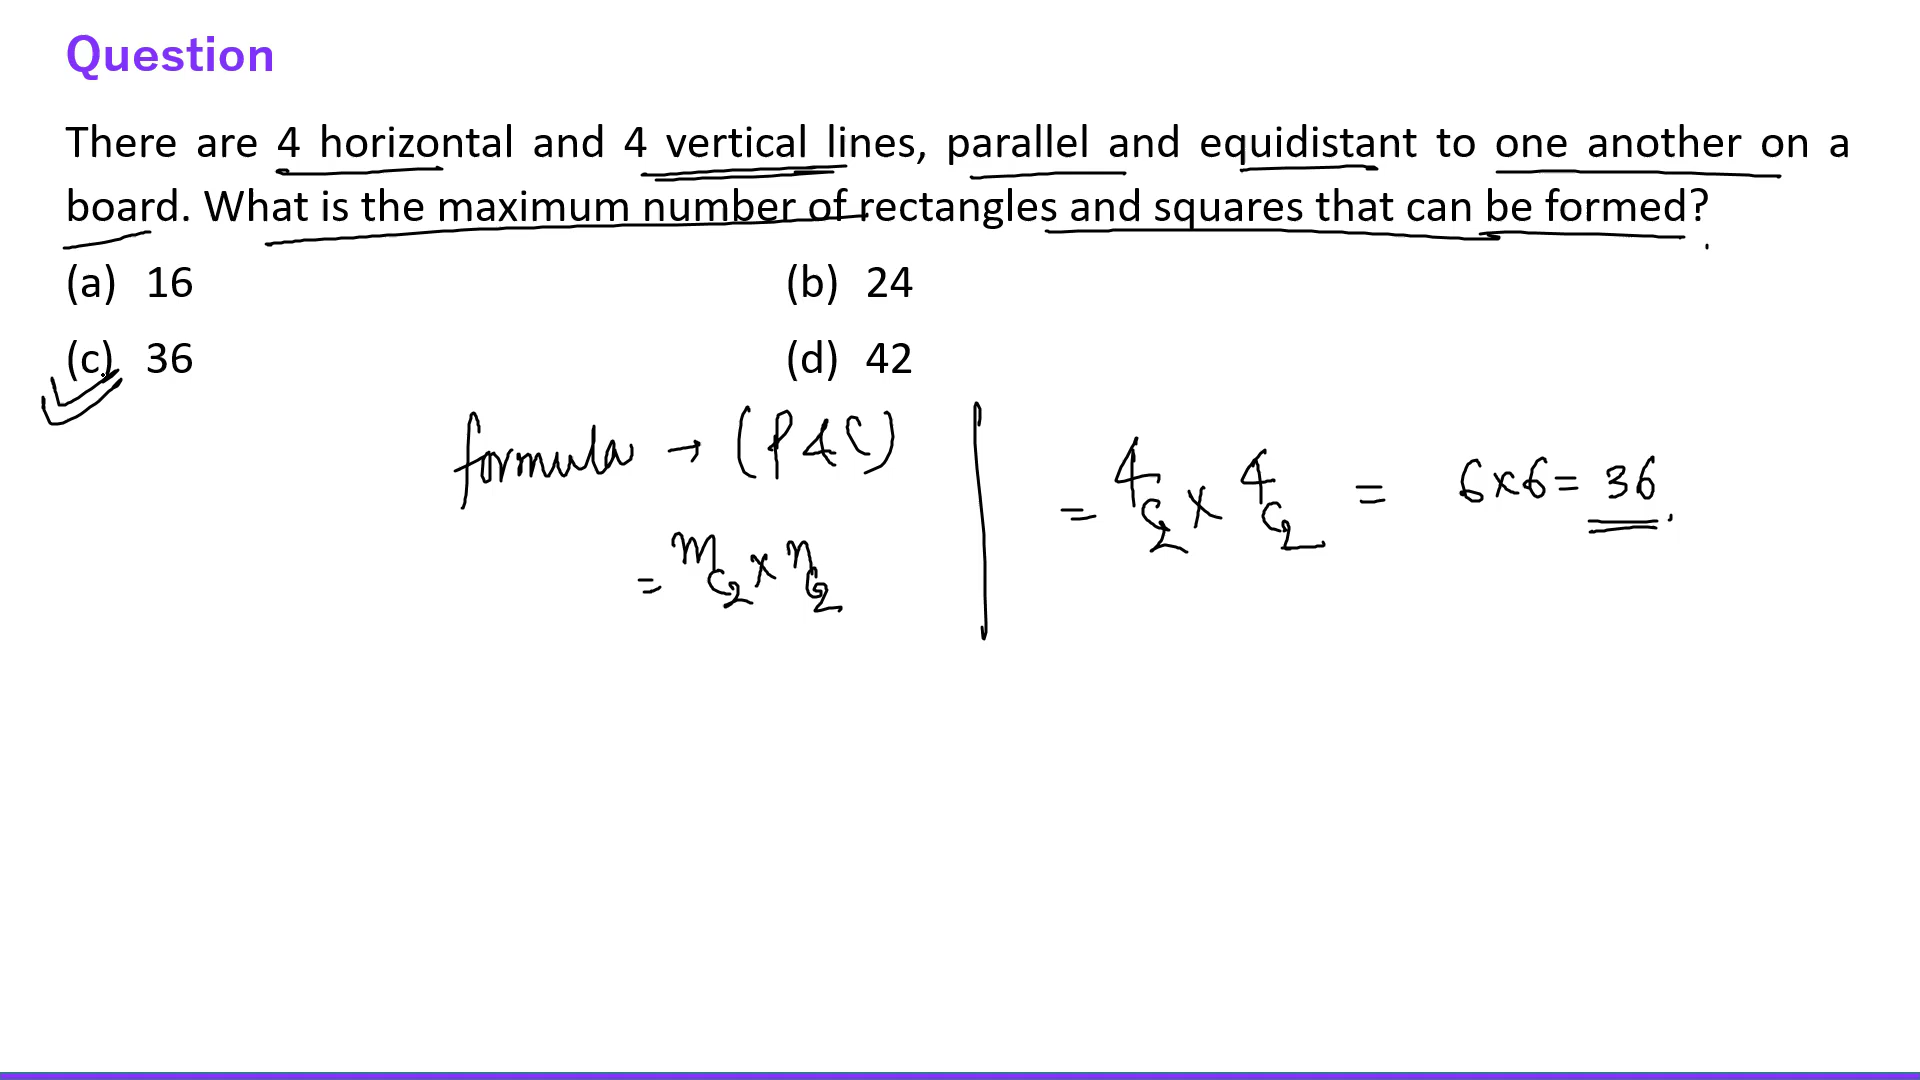 Question
There are 4 horizontal and 4 vertical lines, parallel and equidistant to one another on a
board. What is the maximum number of rectangles and squares that can be formed?
(a) 16 (b) 24
(c) 36 (d) 42
formula → (P&C)
= ᵐC₂ × ⁿC₂
= ⁴C₂ × ⁴C₂ = 6×6 = 36.